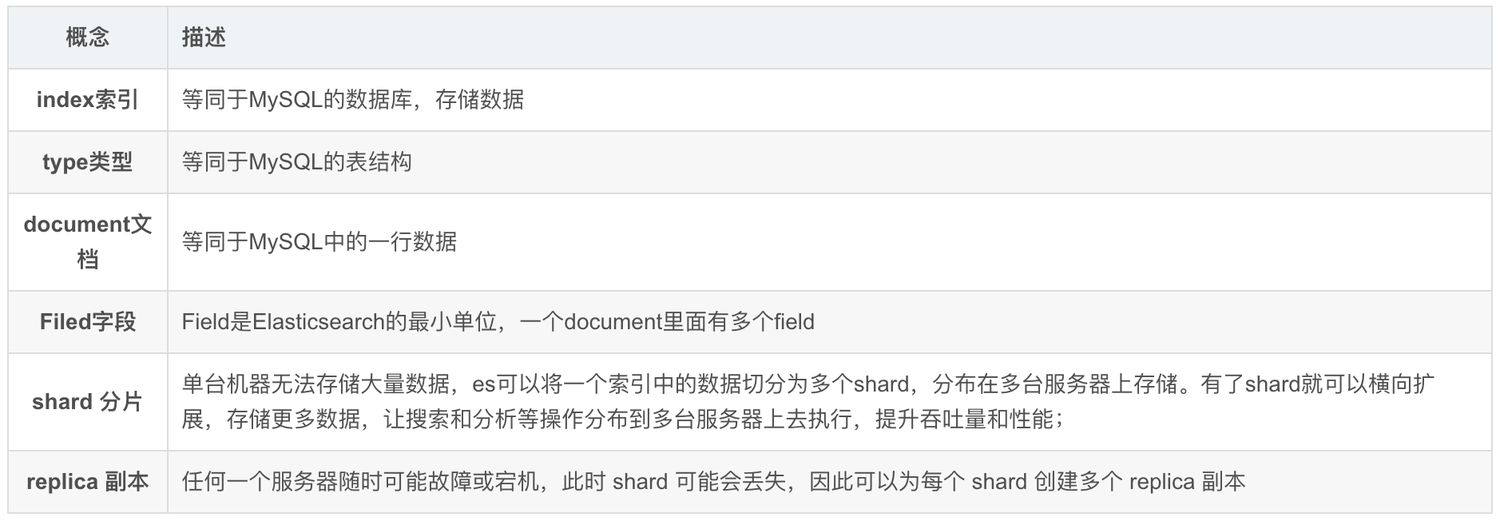 概念
描述
index索引
等同于MySQL的数据库，存储数据
type类型
等同于MySQL的表结构
document文
档
等同于MySQL中的一行数据
Filed字段
Field是Elasticsearch的最小单位，一个document里面有多个field
shard 分片
单台机器无法存储大量数据，es可以将一个索引中的数据切分为多个shard，分布在多台服务器上存储。有了shard就可以横向扩
展，存储更多数据，让搜索和分析等操作分布到多台服务器上去执行，提升吞吐量和性能；
replica 副本
任何一个服务器随时可能故障或宕机，此时 shard 可能会丢失，因此可以为每个 shard 创建多个 replica 副本